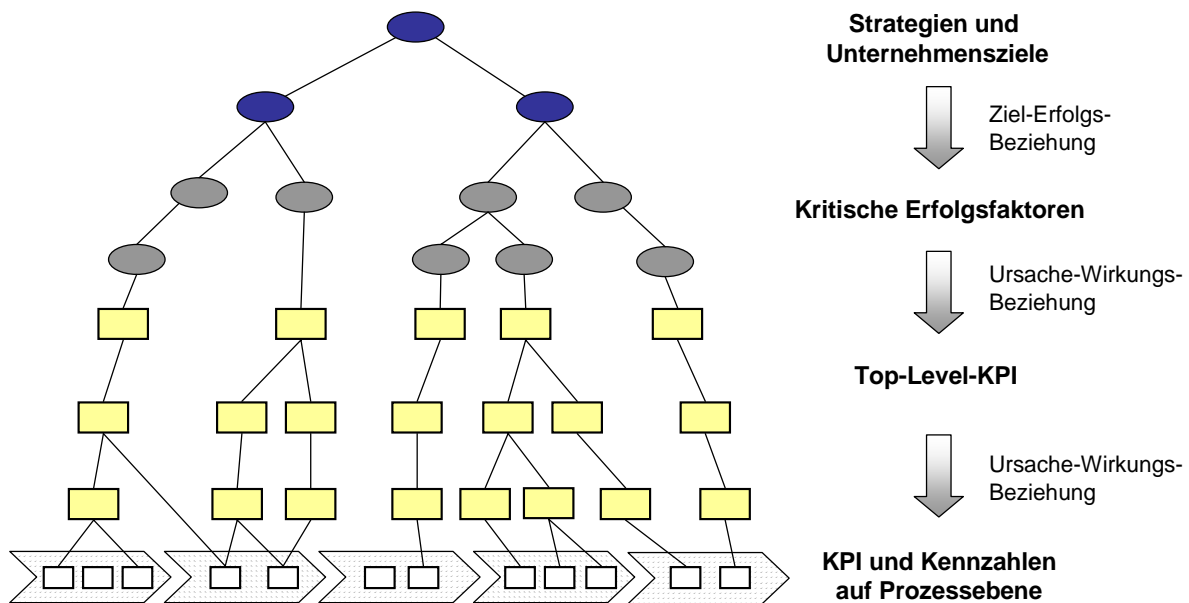 Strategien und
Unternehmensziele
Ziel-Erfolgs-
Beziehung
Kritische Erfolgsfaktoren
Ursache-Wirkungs-
Beziehung
Top-Level-KPI
Ursache-Wirkungs-
Beziehung
KPI und Kennzahlen
auf Prozessebene